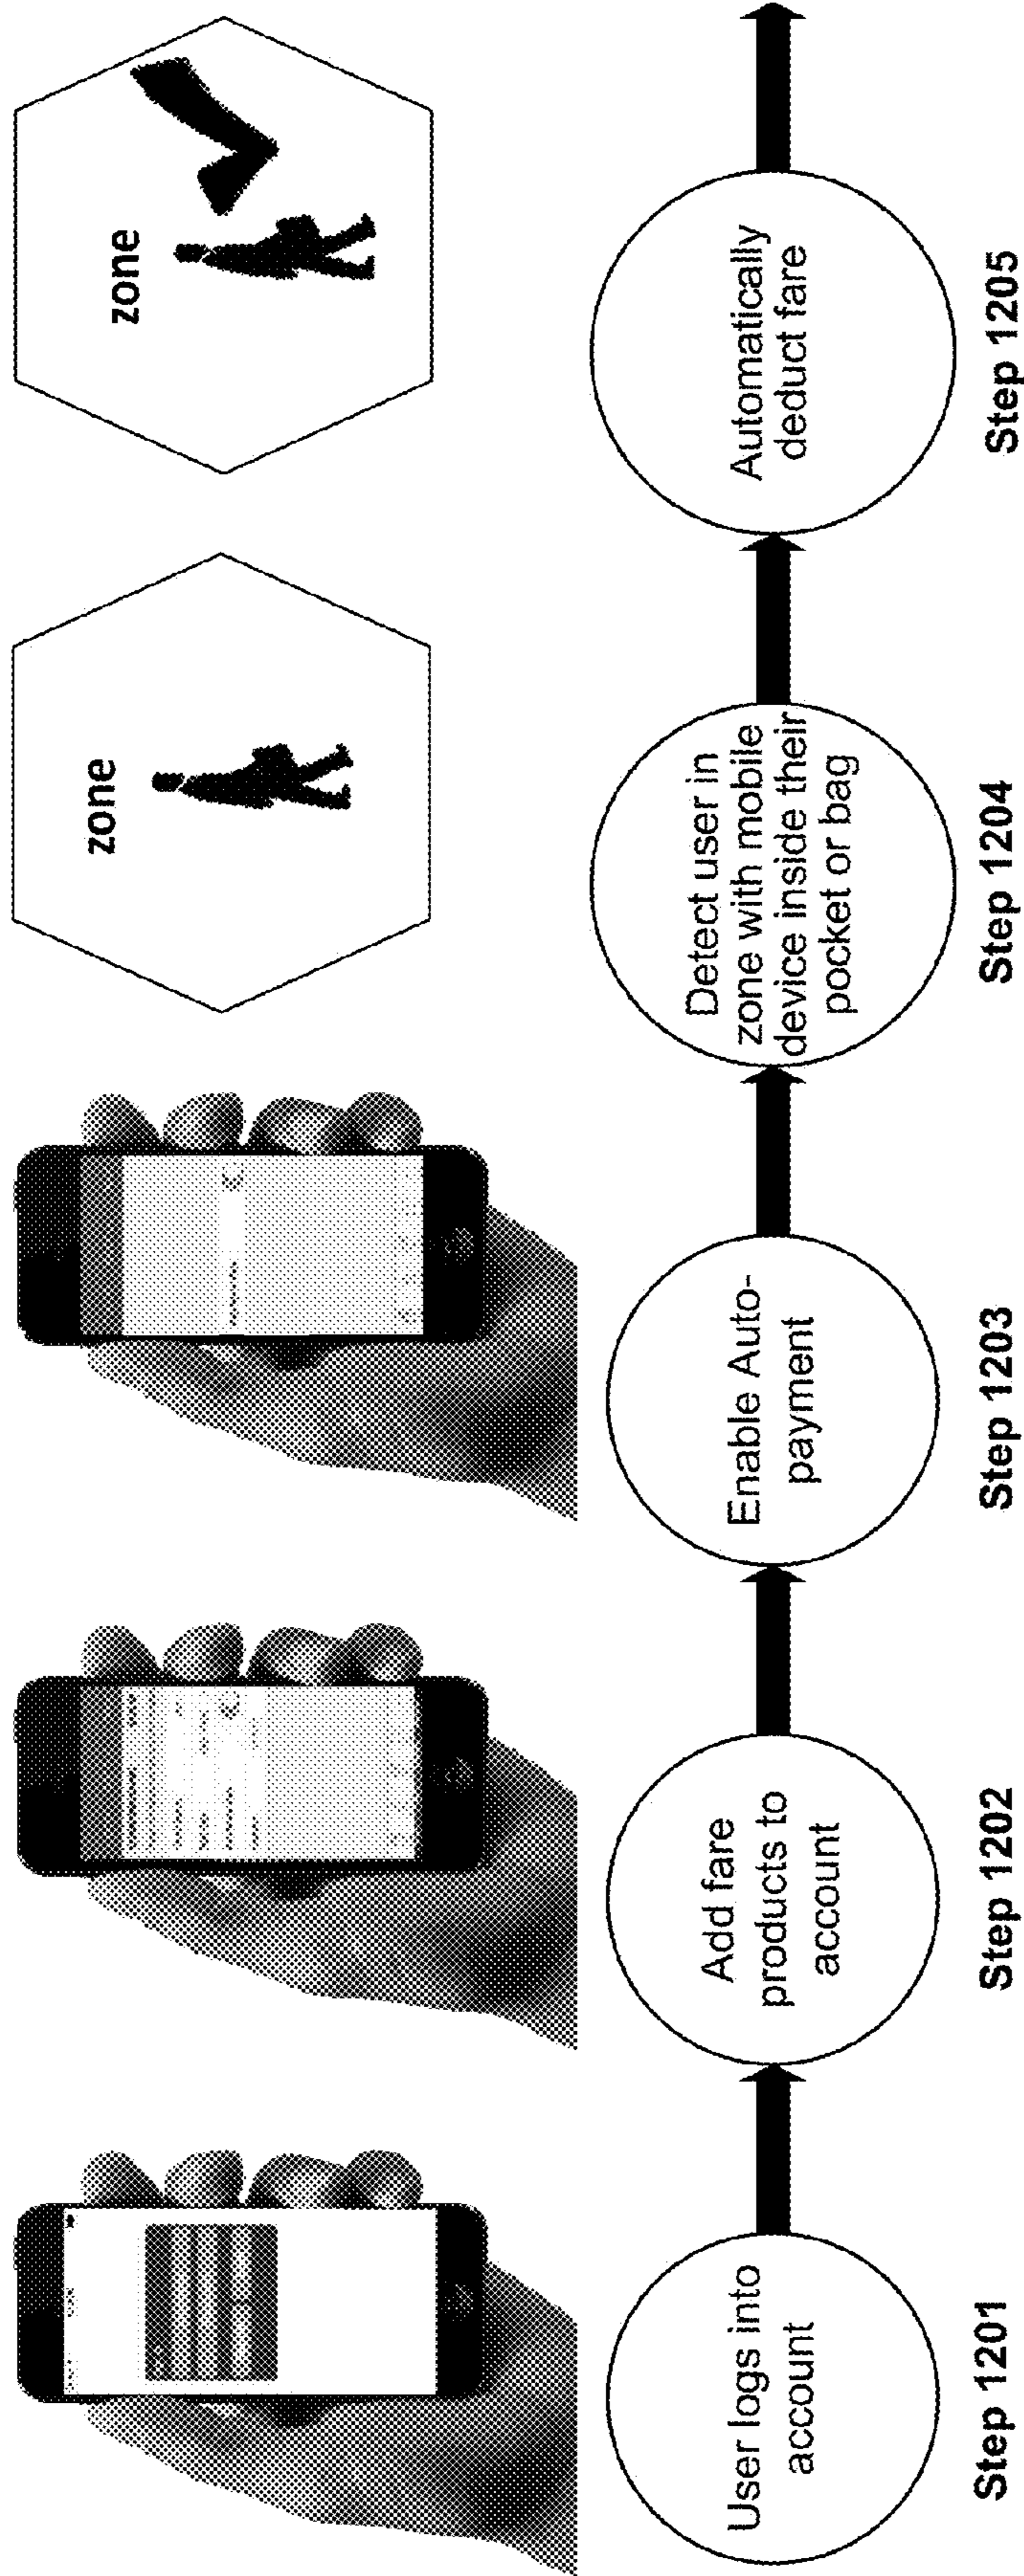 zone
zone
User logs into
account
Add fare
products to
account
Enable Auto-
payment
Detect user in
zone with mobile
device inside their
pocket or bag
Automatically
deduct fare
Step 1201
Step 1202
Step 1203
Step 1204
Step 1205